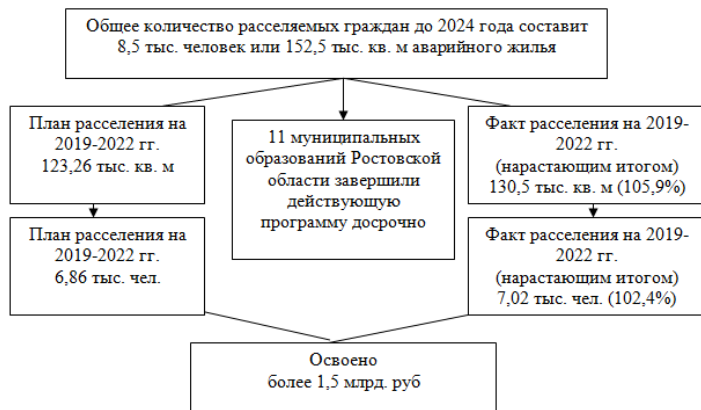 Общее количество расселяемых граждан до 2024 года составит
8,5 тыс. человек или 152,5 тыс. кв. м аварийного жилья
План расселения на
2019-2022 гг.
123,26 тыс. кв. м
11 муниципальных
образований Ростовской
области завершили
действующую
программу досрочно
Факт расселения на 2019-
2022 гг.
(нарастающим итогом)
130,5 тыс. кв. м (105,9%)
План расселения на
2019-2022 гг.
6,86 тыс. чел.
Факт расселения на 2019-
2022 гг.
(нарастающим итогом)
7,02 тыс. чел. (102,4%)
Освоено
более 1,5 млрд. руб